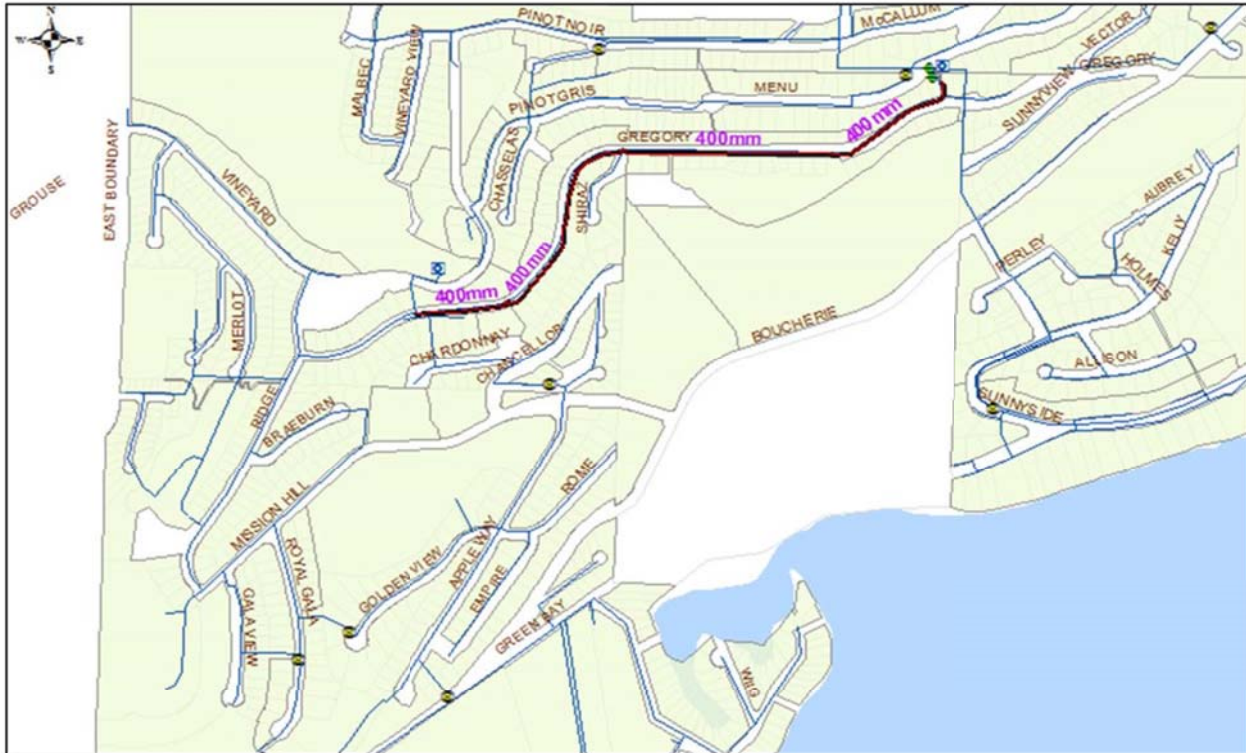 N
W
E
S
PINOT NOIR
McCALLUM
VECTOR
GREGORY
SUNNYVIEW
MALBEC
VINEYARD VIEW
PINOT GRIS
MENU
400 mm
GREGORY
400mm
CHASSELAS
SHIRAZ
GROUSE
EAST BOUNDARY
VINEYARD
AUBREY
KELLY
HOLMES
PERLEY
400mm
400mm
MERLOT
CHARDONNAY
CHANCELLOR
BOUCHERIE
ALLISON
SUNNYSIDE
RIDGE
BRAEBURN
MISSION HILL
ROME
ROYAL GALA
GALA VIEW
GOLDEN VIEW
APPLE WAY
EMPIRE
GREEN BAY